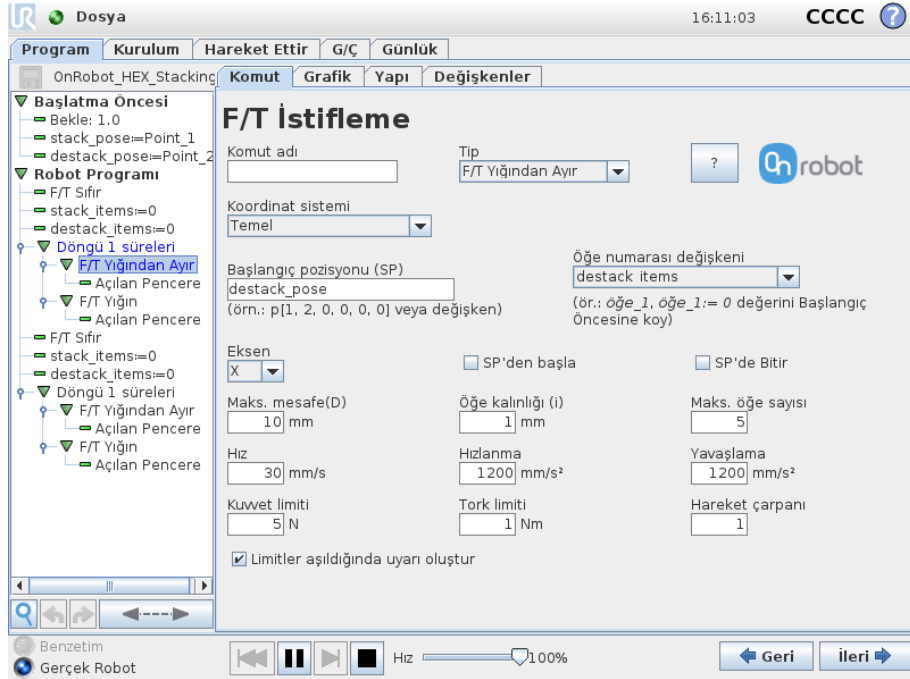 Dosya
16:11:03
CCCC
?
Program
Kurulum
Hareket Ettir
G/Ç
Günlük
OnRobot_HEX_Stacking
Komut
Grafik
Yapı
Değişkenler
Başlatma Öncesi
Bekle: 1.0
stack_pose≔Point_1
destack_pose≔Point_2
Robot Programı
F/T Sıfır
stack_items≔0
destack_items≔0
Döngü 1 süreleri
F/T Yığından Ayır
Açılan Pencere
F/T Yığın
Açılan Pencere
F/T Sıfır
stack_items≔0
destack_items≔0
Döngü 1 süreleri
F/T Yığından Ayır
Açılan Pencere
F/T Yığın
Açılan Pencere
F/T İstifleme
Komut adı
Tip
F/T Yığından Ayır
?
On robot
Koordinat sistemi
Temel
Başlangıç pozisyonu (SP)
destack_pose
(örn.: p[1, 2, 0, 0, 0, 0] veya değişken)
Öğe numarası değişkeni
destack items
(ör.: öğe_1, öğe_1:= 0 değerini Başlangıç
Öncesine koy)
Eksen
X
SP'den başla
SP'de Bitir
Maks. mesafe(D)
10 mm
Öğe kalınlığı (i)
1 mm
Maks. öğe sayısı
5
Hız
30 mm/s
Hızlanma
1200 mm/s²
Yavaşlama
1200 mm/s²
Kuvvet limiti
5 N
Tork limiti
1 Nm
Hareket çarpanı
1
Limitler aşıldığında uyarı oluştur
Benzetim
Gerçek Robot
Hız
100%
Geri
İleri